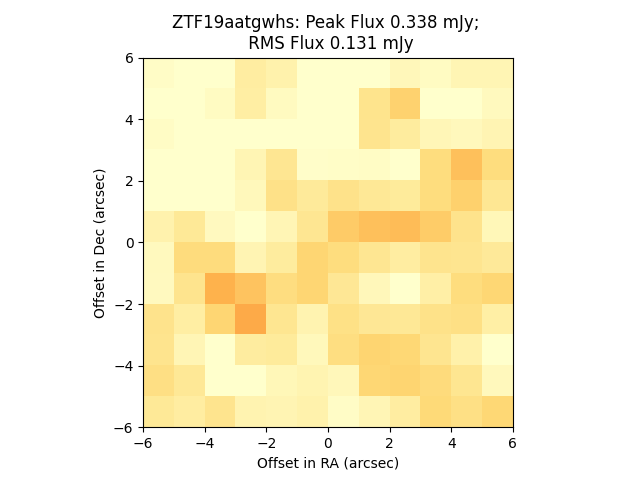 ZTF19aatgwhs: Peak Flux 0.338 mJy;
RMS Flux 0.131 mJy
6
4
2
0
−2
−4
−6
Offset in Dec (arcsec)
−6 −4 −2 0 2 4 6
Offset in RA (arcsec)